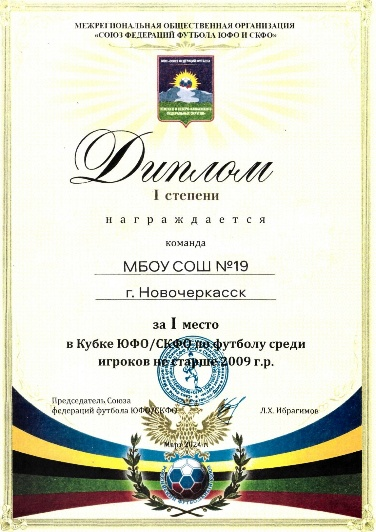 МЕЖРЕГИОНАЛЬНАЯ ОБЩЕСТВЕННАЯ ОРГАНИЗАЦИЯ
«СОЮЗ ФЕДЕРАЦИЙ ФУТБОЛА ЮФО И СКФО»
Диплом
I степени
награждается
команда
МБОУ СОШ №19
г. Новочеркасск
за I место
в Кубке ЮФО/СКФО по футболу среди
игроков не старше 2009 г.р.
Председатель Союза
федераций футбола ЮФО/СКФО
Л.Х. Ибрагимов
2024 г.